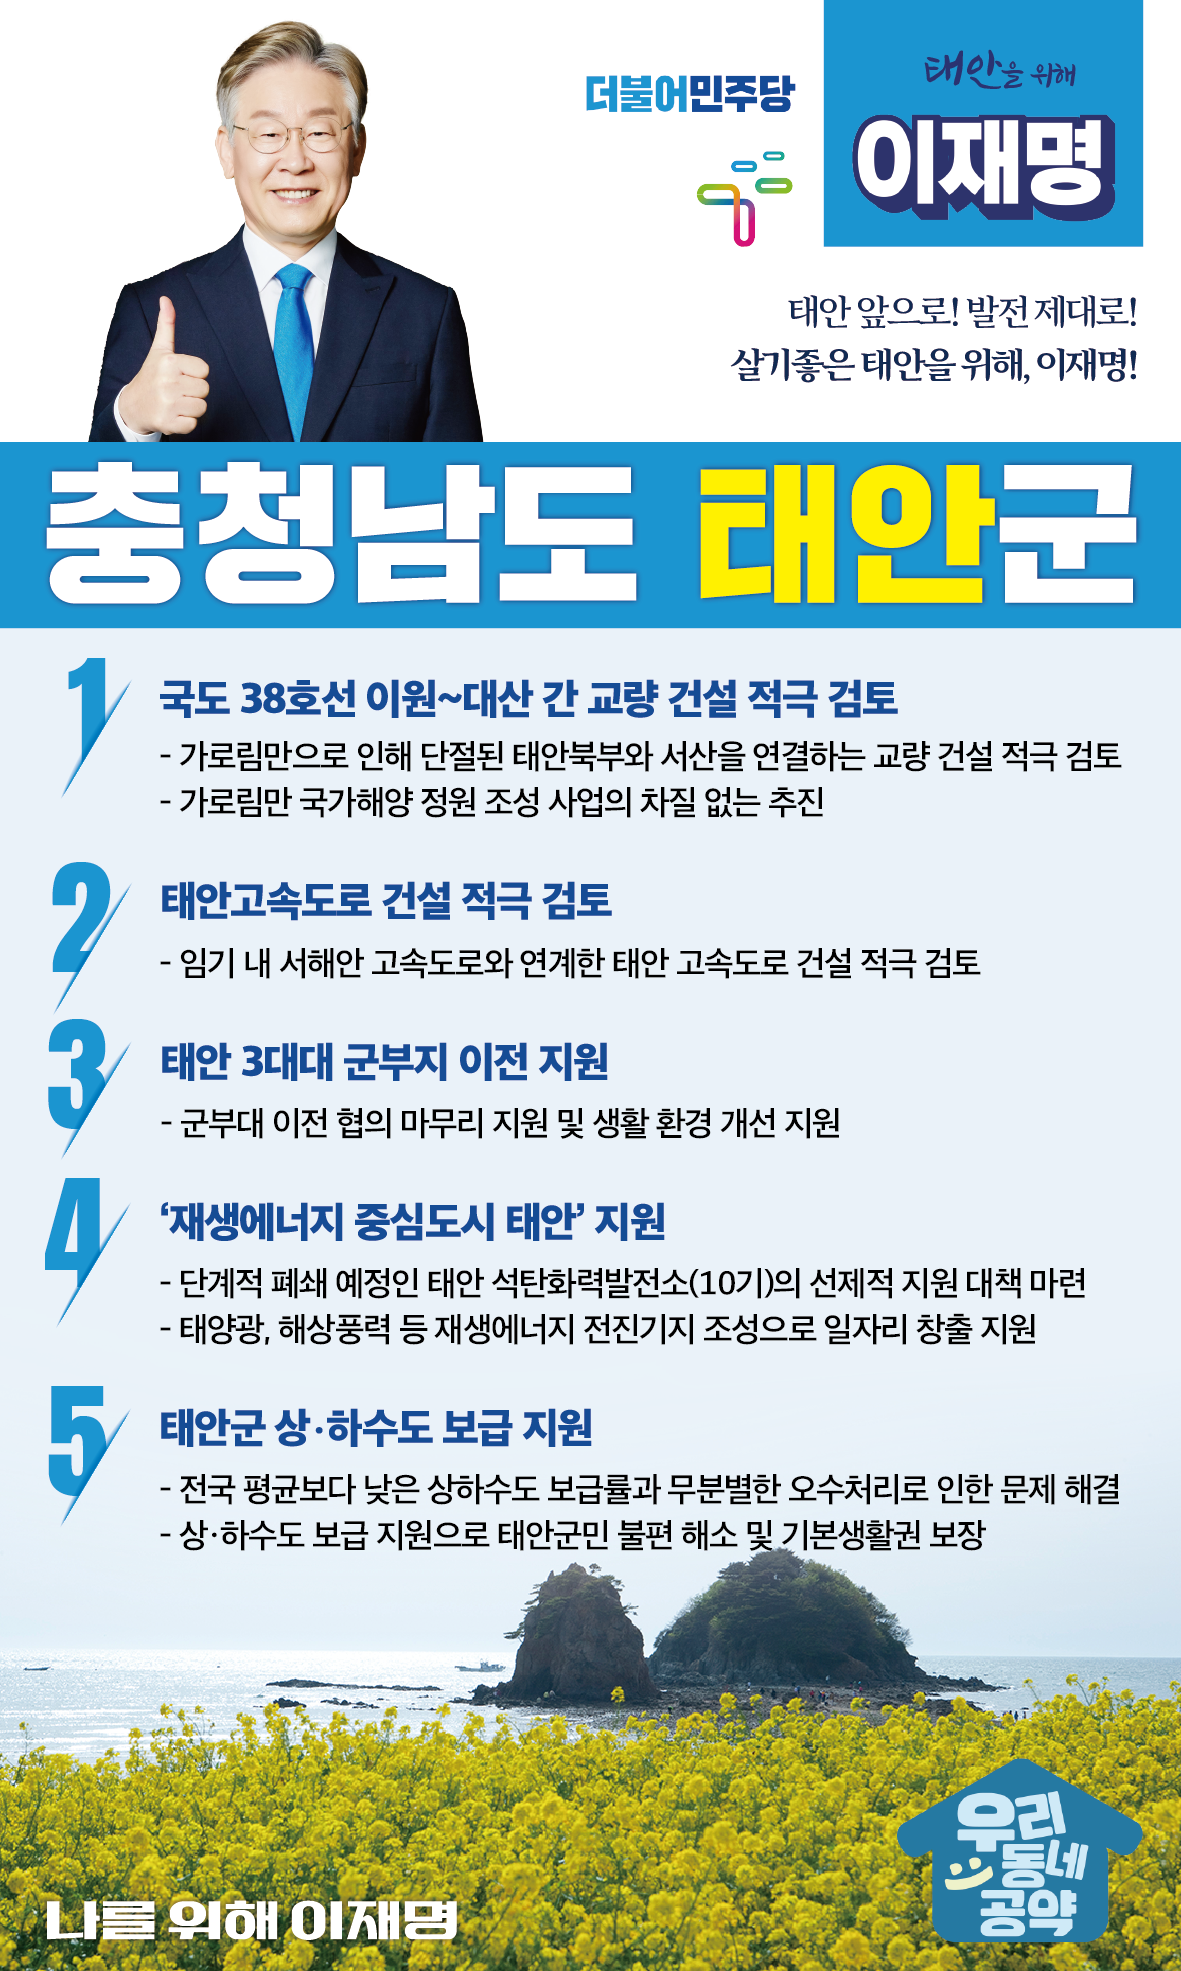 더불어민주당
태안을 위해
이재명
태안 앞으로! 발전 제대로!
살기좋은 태안을 위해, 이재명!
충청남도 태안군
1
국도 38호선 이원~대산 간 교량 건설 적극 검토
- 가로림만으로 인해 단절된 태안북부와 서산을 연결하는 교량 건설 적극 검토
- 가로림만 국가해양 정원 조성 사업의 차질 없는 추진
2
태안고속도로 건설 적극 검토
- 임기 내 서해안 고속도로와 연계한 태안 고속도로 건설 적극 검토
3
태안 3대대 군부지 이전 지원
- 군부대 이전 협의 마무리 지원 및 생활 환경 개선 지원
4
‘재생에너지 중심도시 태안’ 지원
- 단계적 폐쇄 예정인 태안 석탄화력발전소(10기)의 선제적 지원 대책 마련
- 태양광, 해상풍력 등 재생에너지 전진기지 조성으로 일자리 창출 지원
5
태안군 상·하수도 보급 지원
- 전국 평균보다 낮은 상하수도 보급률과 무분별한 오수처리로 인한 문제 해결
- 상·하수도 보급 지원으로 태안군민 불편 해소 및 기본생활권 보장
우리
동네
공약
나를 위해 이재명